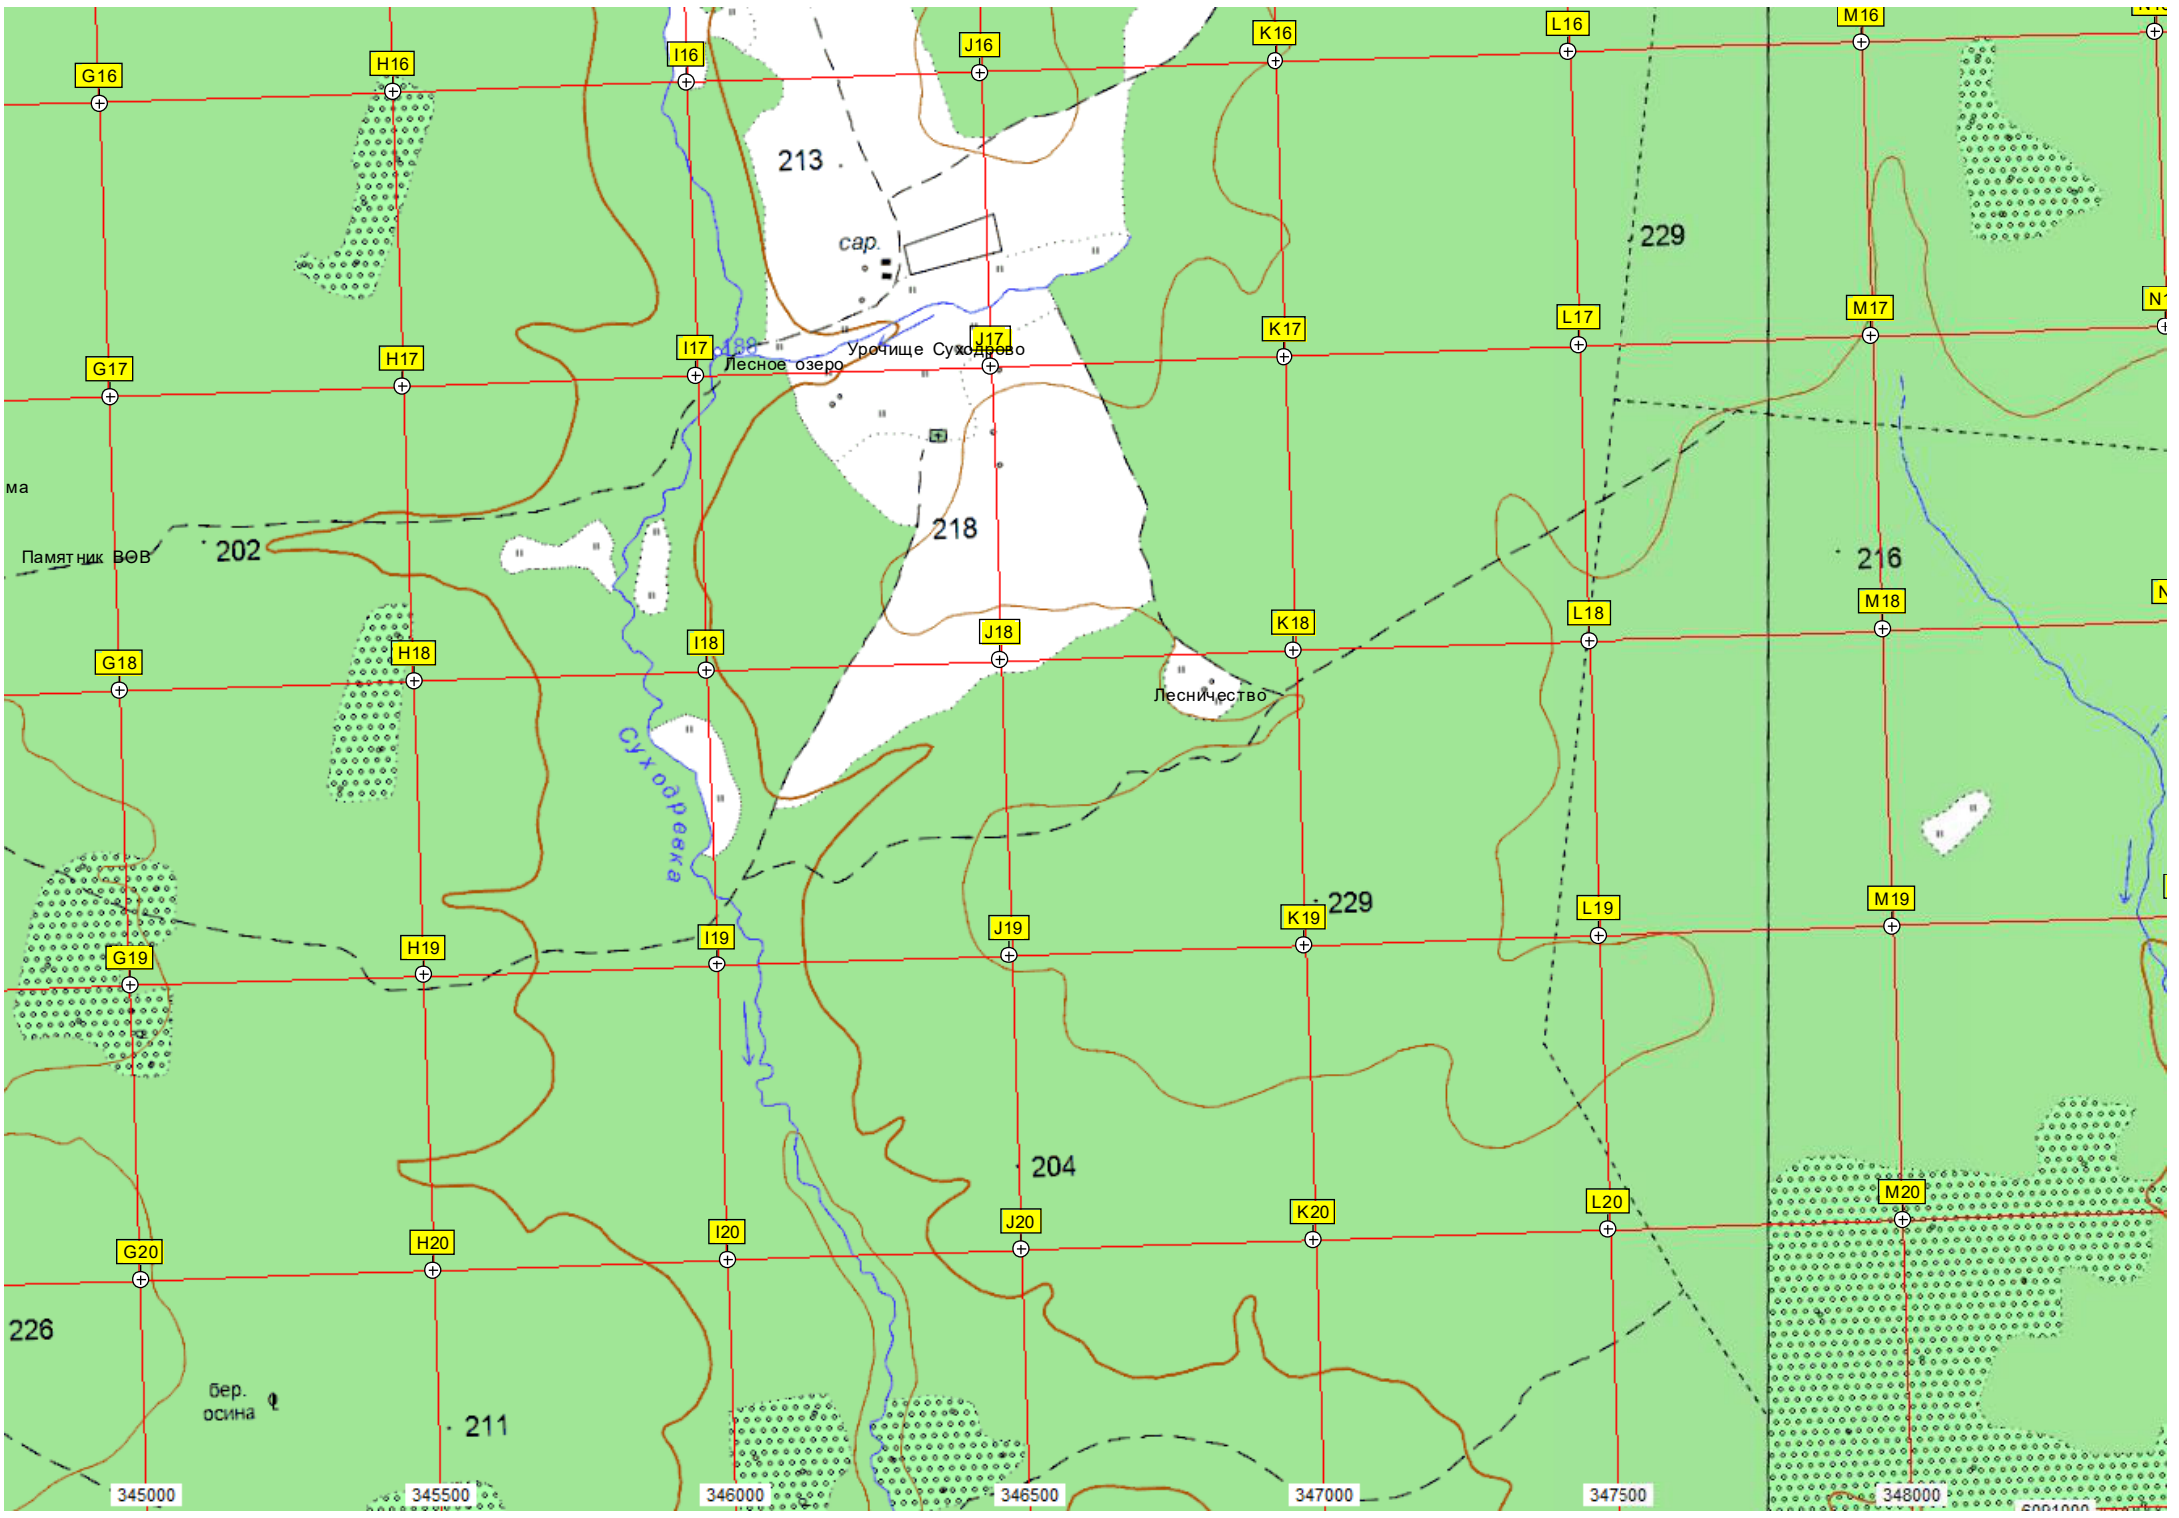 M16
L16
K16
J16
I16
H16
G16
213
сар.
229
M17
L17
K17
J17
I17
H17
G17
188
Урочище Суходрово
Лесное озеро
ма
218
202
Памятник ВОВ
216
M18
L18
K18
J18
I18
H18
G18
Лесничество
Суходревка
229
M19
L19
K19
J19
I19
H19
G19
204
M20
L20
K20
J20
I20
H20
G20
226
бер.
осина
211
345000 345500 346000 346500 347000 347500 348000